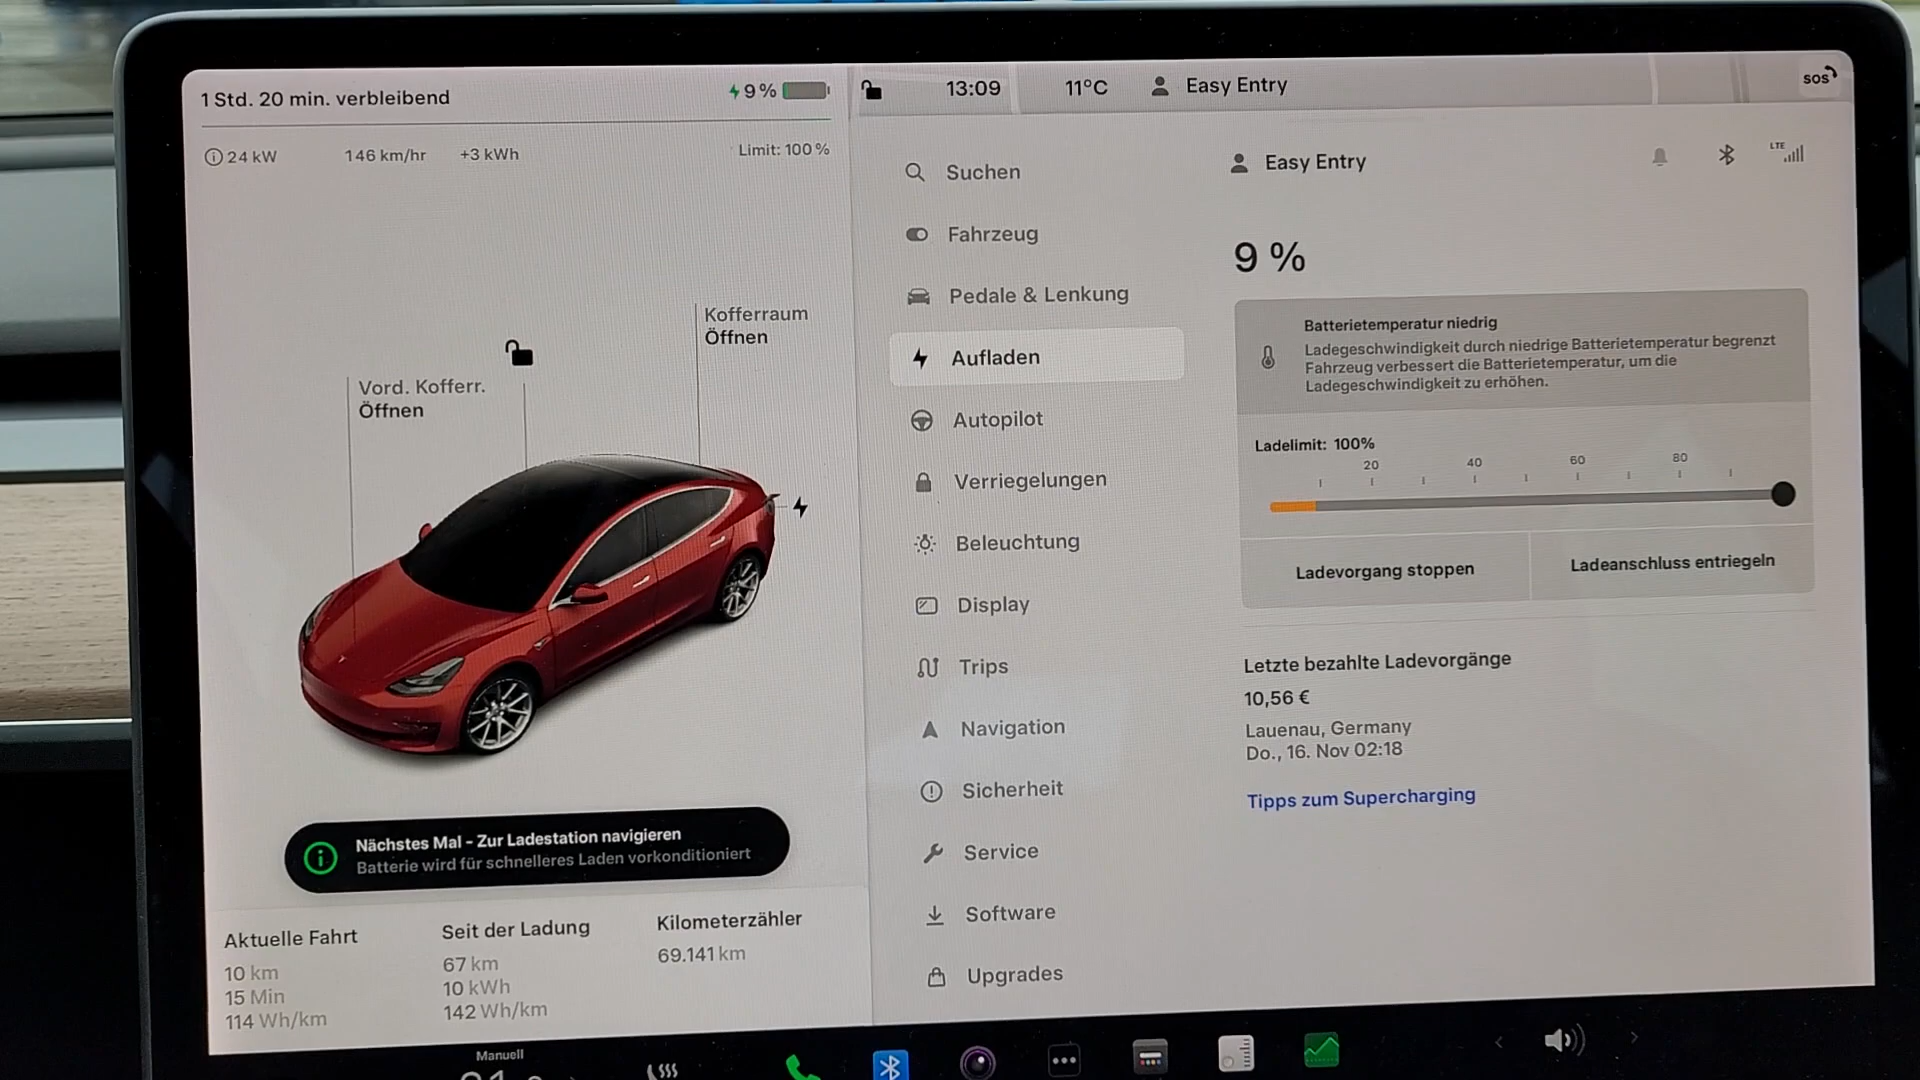 1 Std. 20 min. verbleibend
9 %
24 kW
146 km/hr
+3 kWh
Limit: 100 %
Kofferraum
Öffnen
Vord. Kofferr.
Öffnen
Nächstes Mal - Zur Ladestation navigieren
Batterie wird für schnelleres Laden vorkonditioniert
Aktuelle Fahrt
10 km
15 Min
114 Wh/km
Seit der Ladung
67 km
10 kWh
142 Wh/km
Kilometerzähler
69.141 km
13:09
11°C
Easy Entry
SOS
Suchen
Fahrzeug
Pedale & Lenkung
Aufladen
Autopilot
Verriegelungen
Beleuchtung
Display
Trips
Navigation
Sicherheit
Service
Software
Upgrades
Easy Entry
LTE
9 %
Batterietemperatur niedrig
Ladegeschwindigkeit durch niedrige Batterietemperatur begrenzt
Fahrzeug verbessert die Batterietemperatur, um die
Ladegeschwindigkeit zu erhöhen.
Ladelimit: 100%
20 40 60 80
Ladevorgang stoppen
Ladeanschluss entriegeln
Letzte bezahlte Ladevorgänge
10,56 €
Lauenau, Germany
Do., 16. Nov 02:18
Tipps zum Supercharging
Manuell